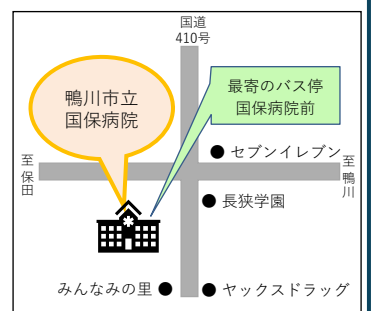 国道
410号
鴨川市立
国保病院
最寄のバス停
国保病院前
セブンイレブン
至保田
至鴨川
長狭学園
みんなみの里
ヤックスドラッグ